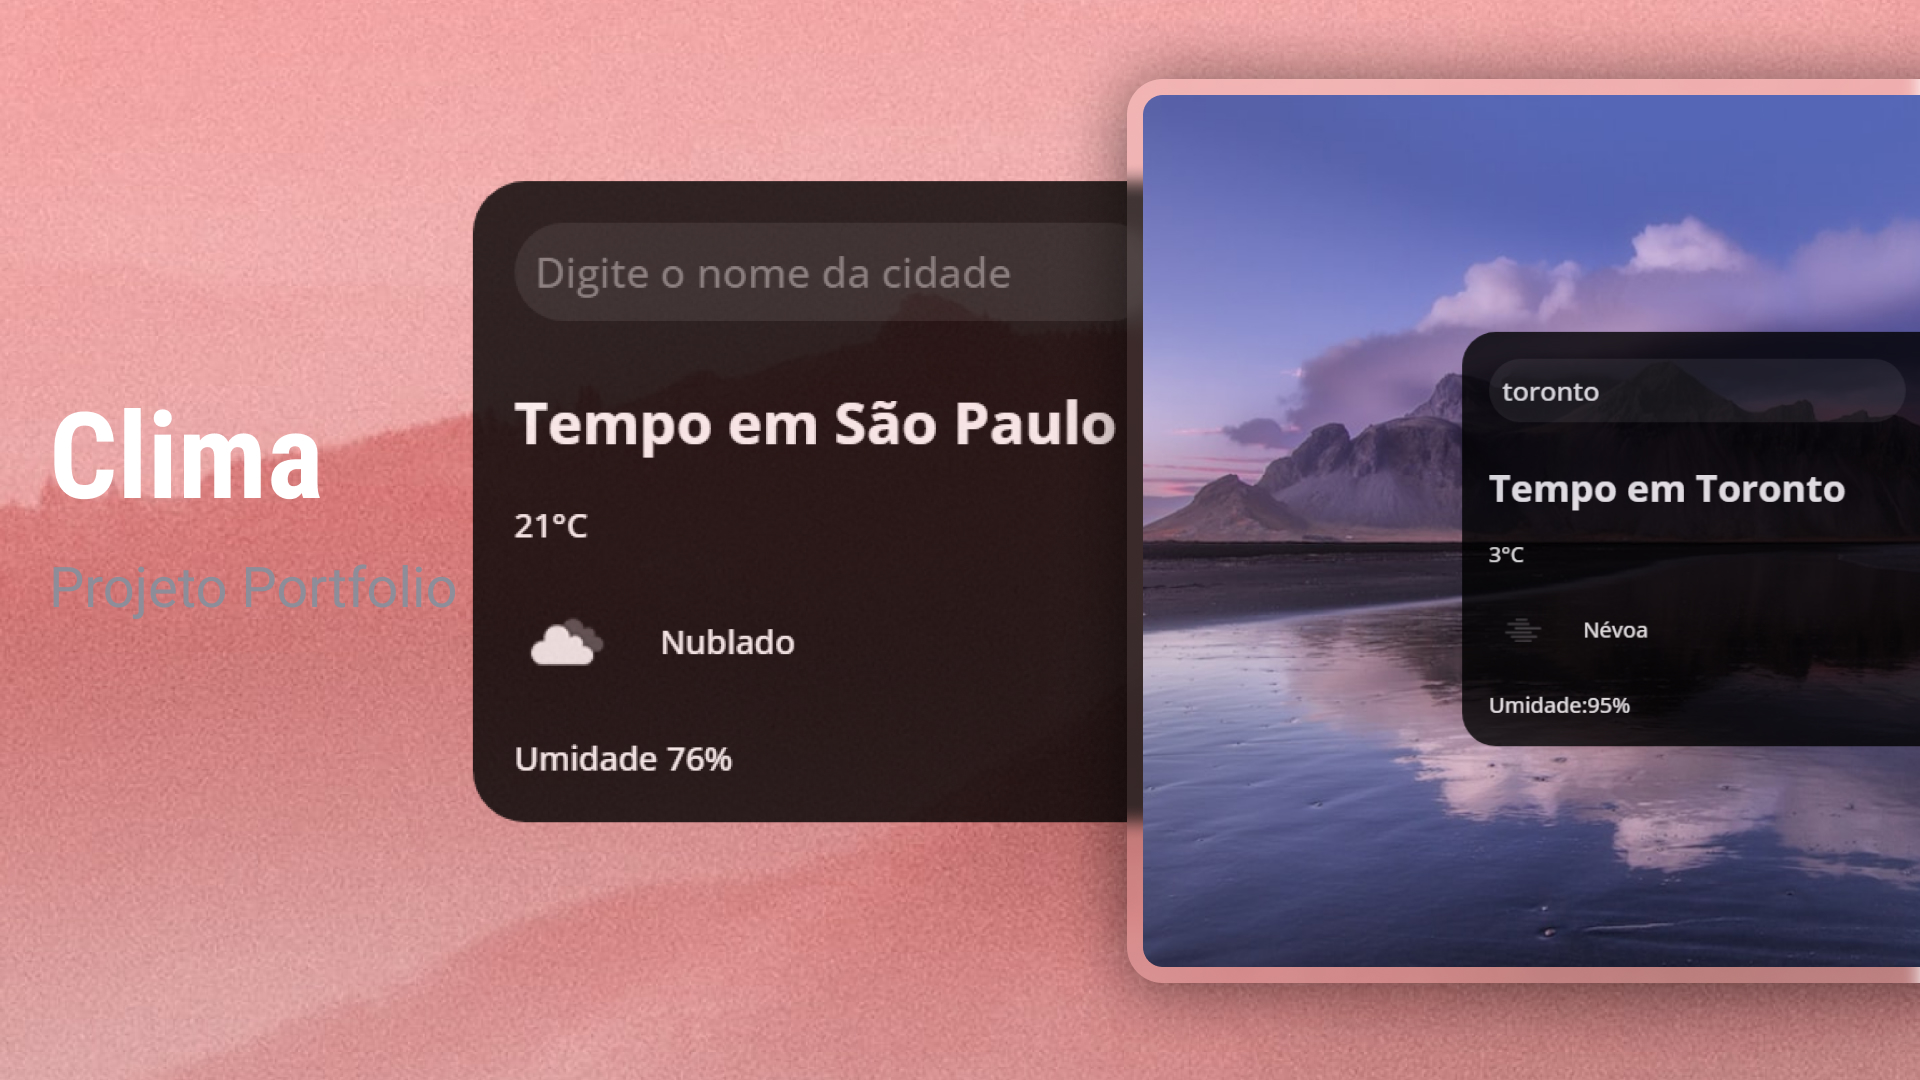 Clima
Projeto Portfolio
Digite o nome da cidade
Tempo em São Paulo
21°C
Nublado
Umidade 76%
toronto
Tempo em Toronto
3°C
Névoa
Umidade:95%